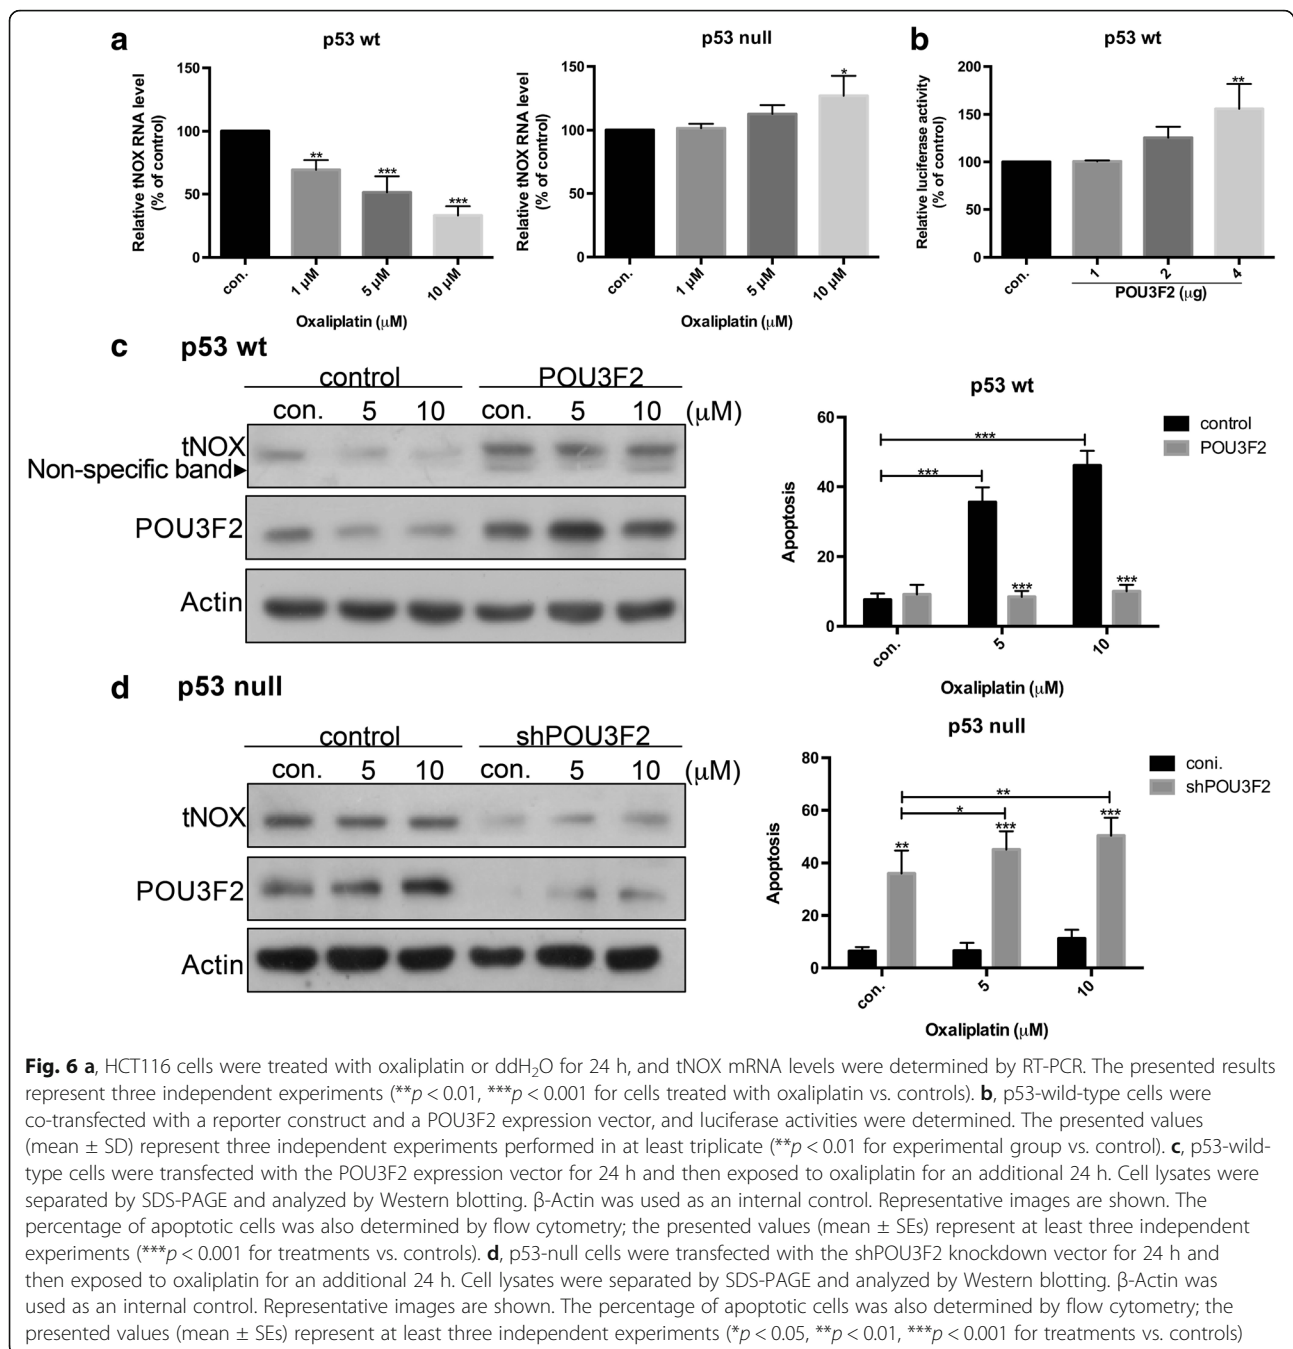 a
p53 wt
Relative tNOX RNA level
(% of control)
150
100
50
0
**
***
***
con.
1 μM
5 μM
10 μM
Oxaliplatin (μM)
p53 null
Relative tNOX RNA level
(% of control)
150
100
50
0
*
con.
1 μM
5 μM
10 μM
Oxaliplatin (μM)
b
p53 wt
Relative luciferase activity
(% of control)
200
150
100
50
0
**
con.
1
2
4
POU3F2 (μg)
c
p53 wt
control
POU3F2
con. 5 10 con. 5 10 (μM)
tNOX
Non-specific band
POU3F2
Actin
p53 wt
Apoptosis
60
40
20
0
***
***
***
***
con.
5
10
Oxaliplatin (μM)
control
POU3F2
d
p53 null
control
shPOU3F2
con. 5 10 con. 5 10 (μM)
tNOX
POU3F2
Actin
p53 null
Apoptosis
80
60
40
20
0
**
*
**
***
***
con.
5
10
Oxaliplatin (μM)
coni.
shPOU3F2
Fig. 6 a, HCT116 cells were treated with oxaliplatin or ddH₂O for 24 h, and tNOX mRNA levels were determined by RT-PCR. The presented results
represent three independent experiments (**p < 0.01, ***p < 0.001 for cells treated with oxaliplatin vs. controls). b, p53-wild-type cells were
co-transfected with a reporter construct and a POU3F2 expression vector, and luciferase activities were determined. The presented values
(mean ± SD) represent three independent experiments performed in at least triplicate (**p < 0.01 for experimental group vs. control). c, p53-wild-
type cells were transfected with the POU3F2 expression vector for 24 h and then exposed to oxaliplatin for an additional 24 h. Cell lysates were
separated by SDS-PAGE and analyzed by Western blotting. β-Actin was used as an internal control. Representative images are shown. The
percentage of apoptotic cells was also determined by flow cytometry; the presented values (mean ± SEs) represent at least three independent
experiments (***p < 0.001 for treatments vs. controls). d, p53-null cells were transfected with the shPOU3F2 knockdown vector for 24 h and
then exposed to oxaliplatin for an additional 24 h. Cell lysates were separated by SDS-PAGE and analyzed by Western blotting. β-Actin was
used as an internal control. Representative images are shown. The percentage of apoptotic cells was also determined by flow cytometry; the
presented values (mean ± SEs) represent at least three independent experiments (*p < 0.05, **p < 0.01, ***p < 0.001 for treatments vs. controls)